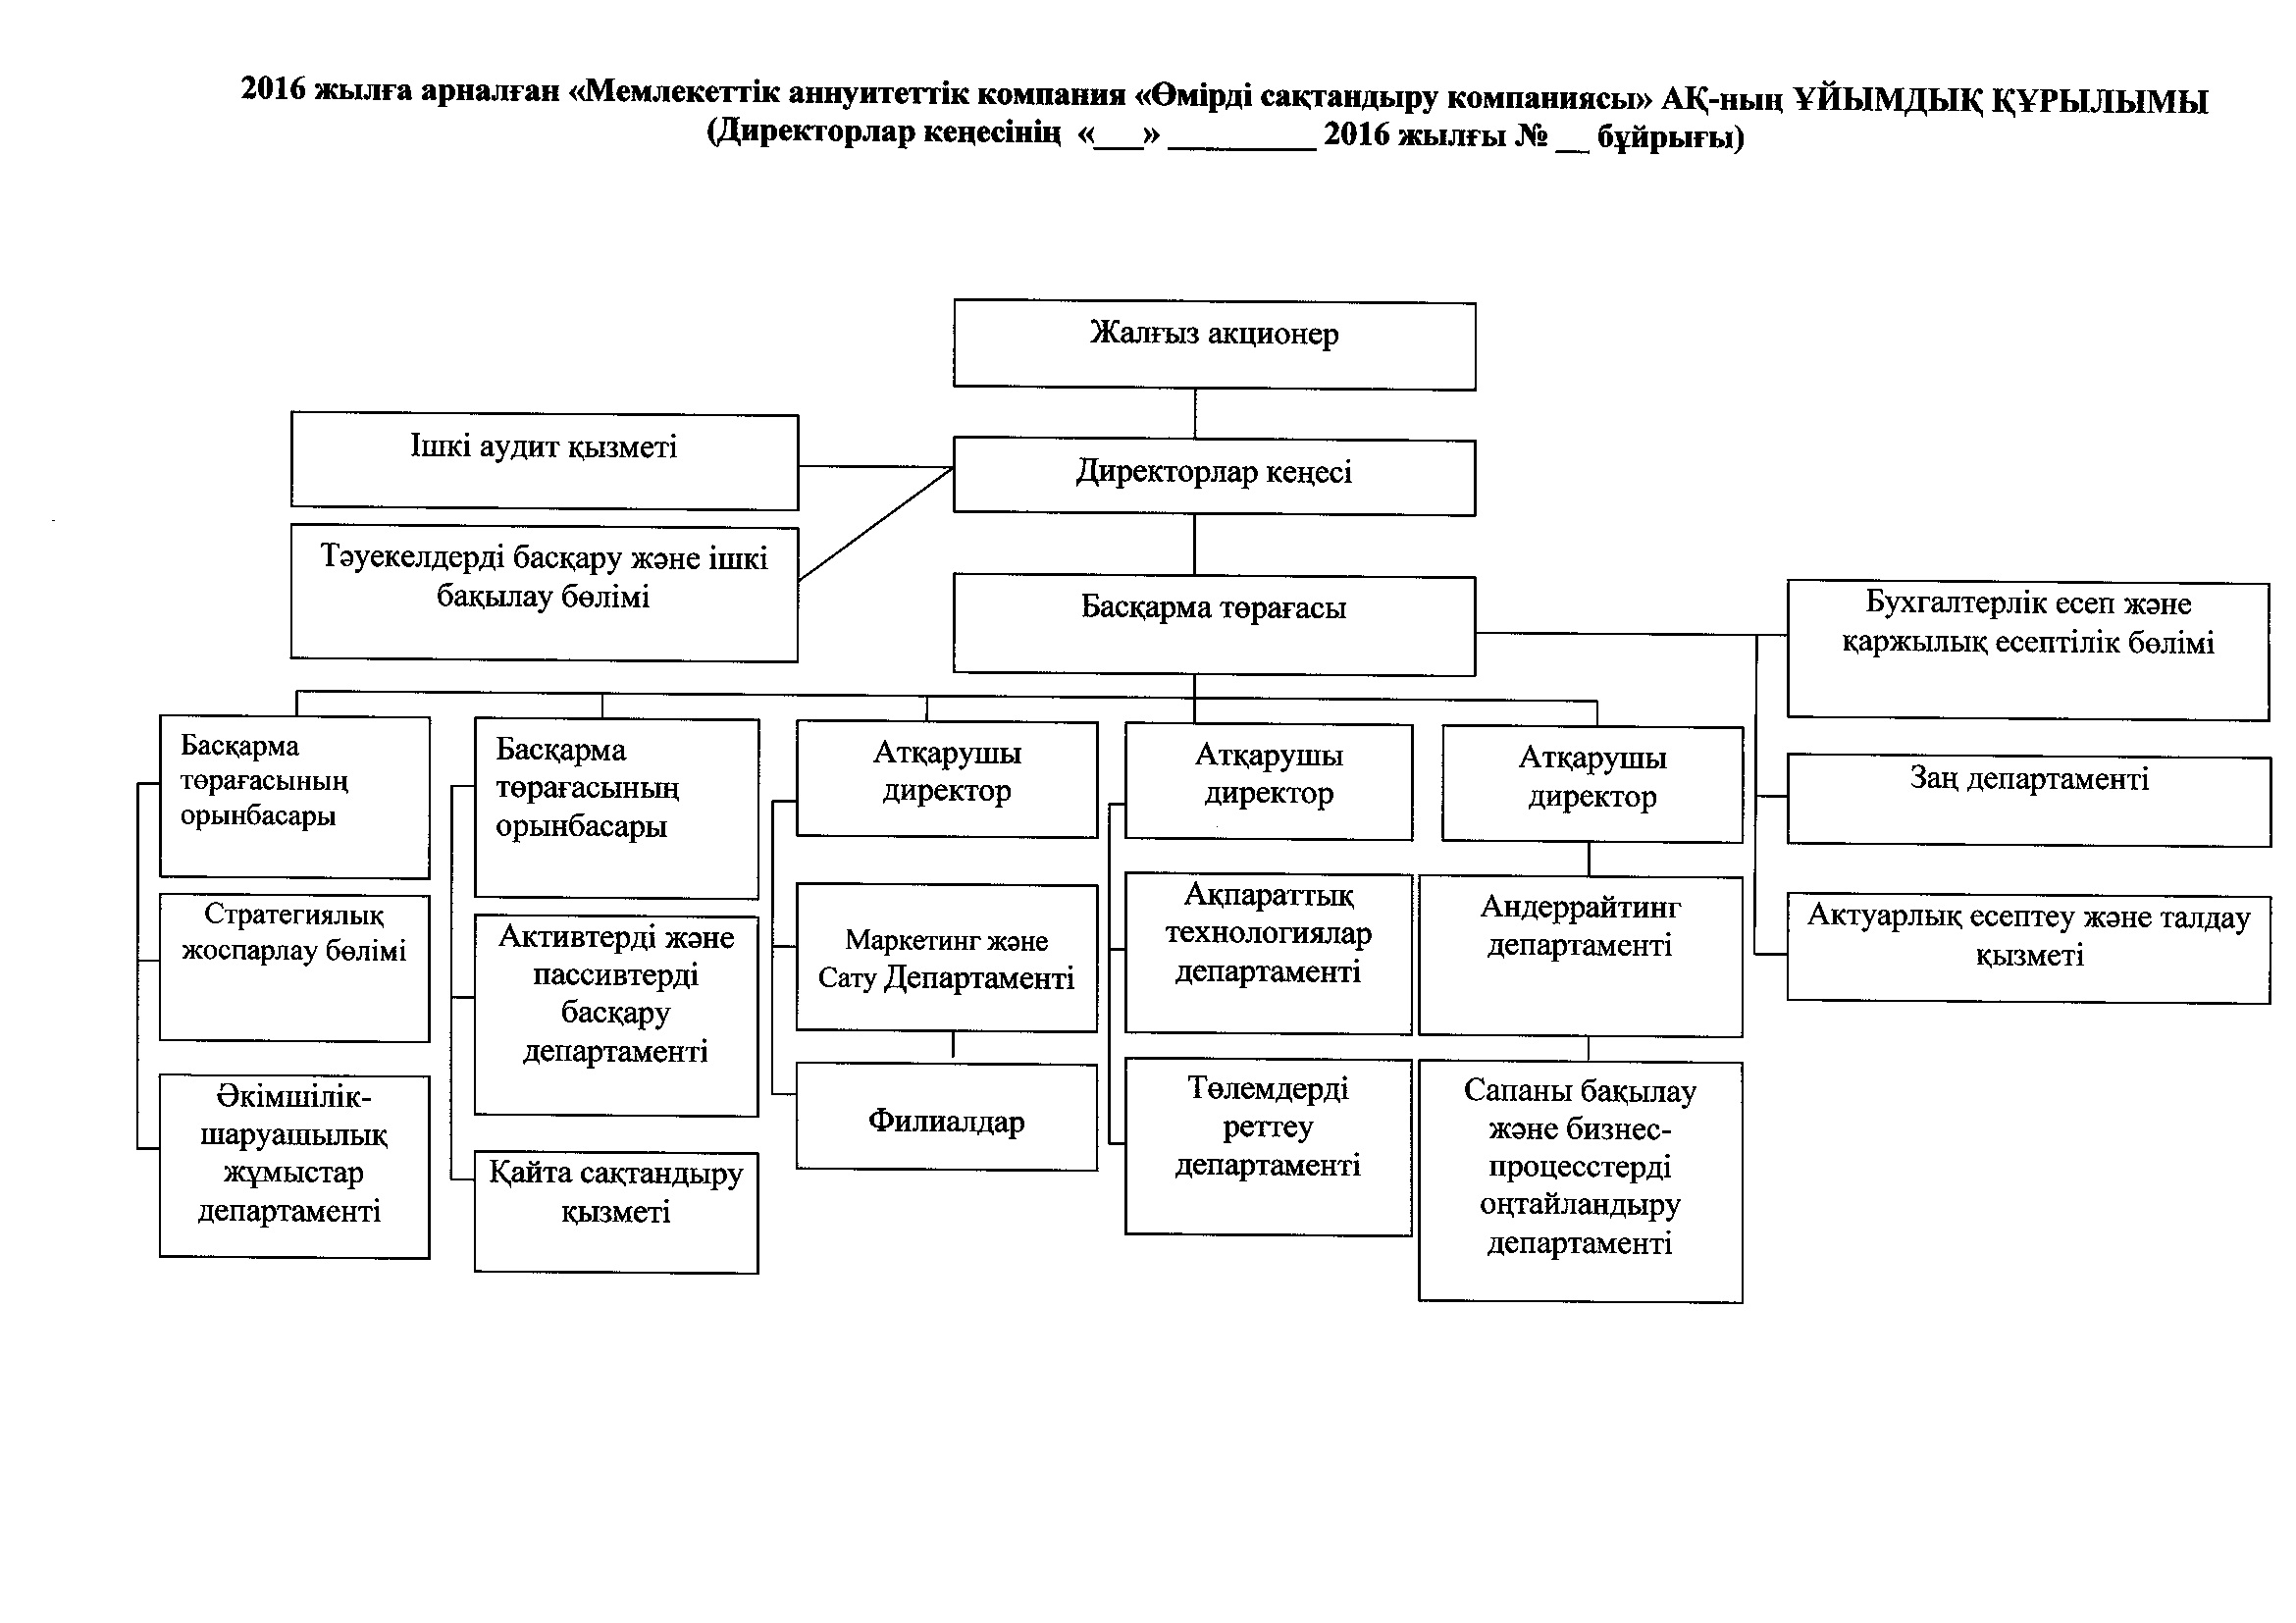 2016 жылға арналған «Мемлекеттік аннуитеттік компания «Өмірді сақтандыру компаниясы» АҚ-ның ҰЙЫМДЫҚ ҚҰРЫЛЫМЫ
(Директорлар кеңесінің «___» _________ 2016 жылғы № __ бұйрығы)
Жалғыз акционер
Ішкі аудит қызметі
Директорлар кеңесі
Тәуекелдерді басқару және ішкі
бақылау бөлімі
Басқарма төрағасы
Бухгалтерлік есеп және
қаржылық есептілік бөлімі
Басқарма
төрағасының
орынбасары
Басқарма
төрағасының
орынбасары
Атқарушы
директор
Атқарушы
директор
Атқарушы
директор
Заң департаменті
Стратегиялық
жоспарлау бөлімі
Активтерді және
пассивтерді
басқару
департаменті
Маркетинг және
Сату Департаменті
Ақпараттық
технологиялар
департаменті
Андеррайтинг
департаменті
Актуарлық есептеу және талдау
қызметі
Әкімшілік-
шаруашылық
жұмыстар
департаменті
Қайта сақтандыру
қызметі
Филиалдар
Төлемдерді
реттеу
департаменті
Сапаны бақылау
және бизнес-
процесстерді
оңтайландыру
департаменті